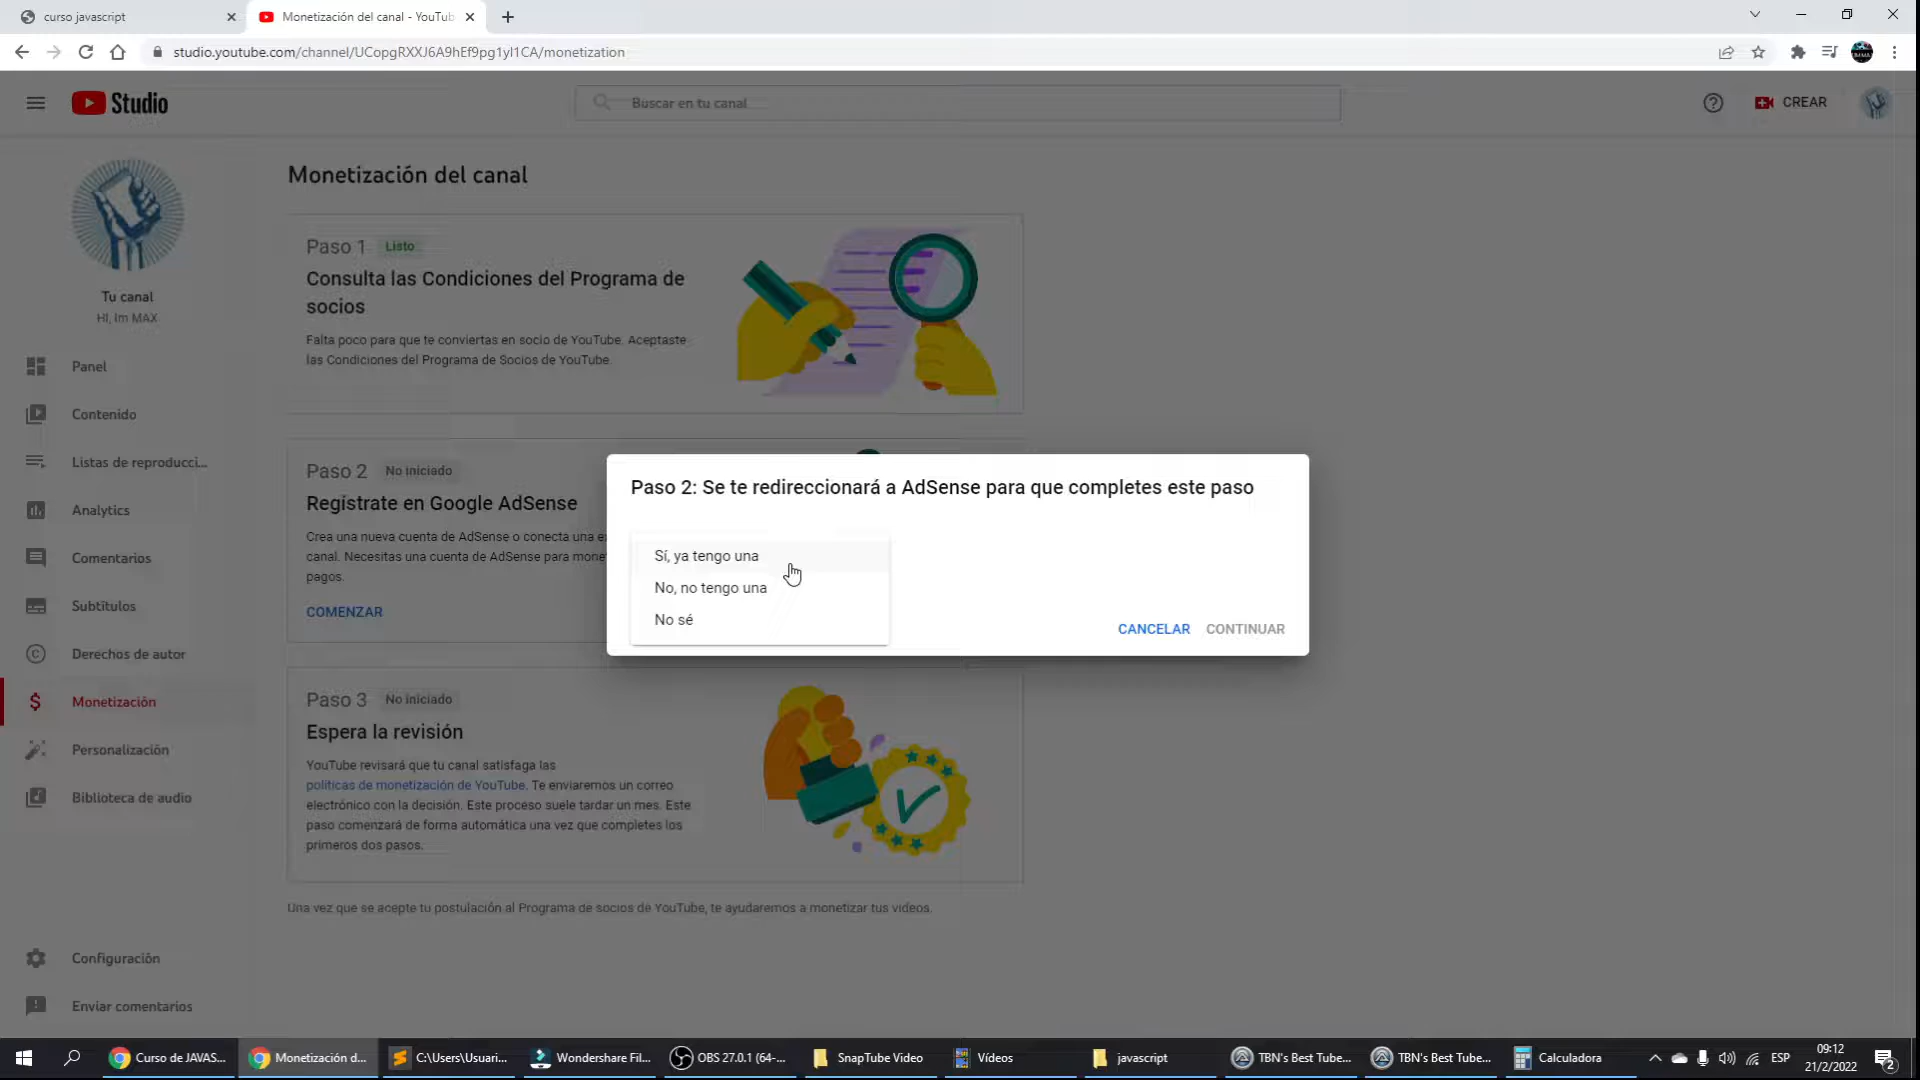 curso javascript
Monetización del canal - YouTub
studio.youtube.com/channel/UCopgRXXJ6A9hEf9pg1yl1CA/monetization
Studio
Buscar en tu canal
CREAR
Tu canal
HI, Im MAX
Panel
Contenido
Listas de reproducci...
Analytics
Comentarios
Subtítulos
Derechos de autor
Monetización
Personalización
Biblioteca de audio
Configuración
Enviar comentarios
Monetización del canal
Paso 1 Listo
Consulta las Condiciones del Programa de
socios
Falta poco para que te conviertas en socio de YouTube. Aceptaste
las Condiciones del Programa de Socios de YouTube.
Paso 2 No iniciado
Regístrate en Google AdSense
Crea una nueva cuenta de AdSense o conecta una
canal. Necesitas una cuenta de AdSense para
pagos.
COMENZAR
Paso 2: Se te redireccionará a AdSense para que completes este paso
Sí, ya tengo una
No, no tengo una
No sé
CANCELAR CONTINUAR
Paso 3 No iniciado
Espera la revisión
YouTube revisará que tu canal satisfaga las
políticas de monetización de YouTube. Te enviaremos un correo
electrónico con la decisión. Este proceso suele tardar un mes. Este
paso comenzará de forma automática una vez que completes los
primeros dos pasos.
Una vez que se acepte tu postulación al Programa de socios de YouTube, te ayudaremos a monetizar tus videos.
Curso de JAVAS...
Monetización d...
C:\Users\Usuari...
Wondershare Fil...
OBS 27.0.1 (64-...
SnapTube Video
Vídeos
javascript
TBN's Best Tube...
TBN's Best Tube...
Calculadora
ESP
09:12
21/2/2022
2